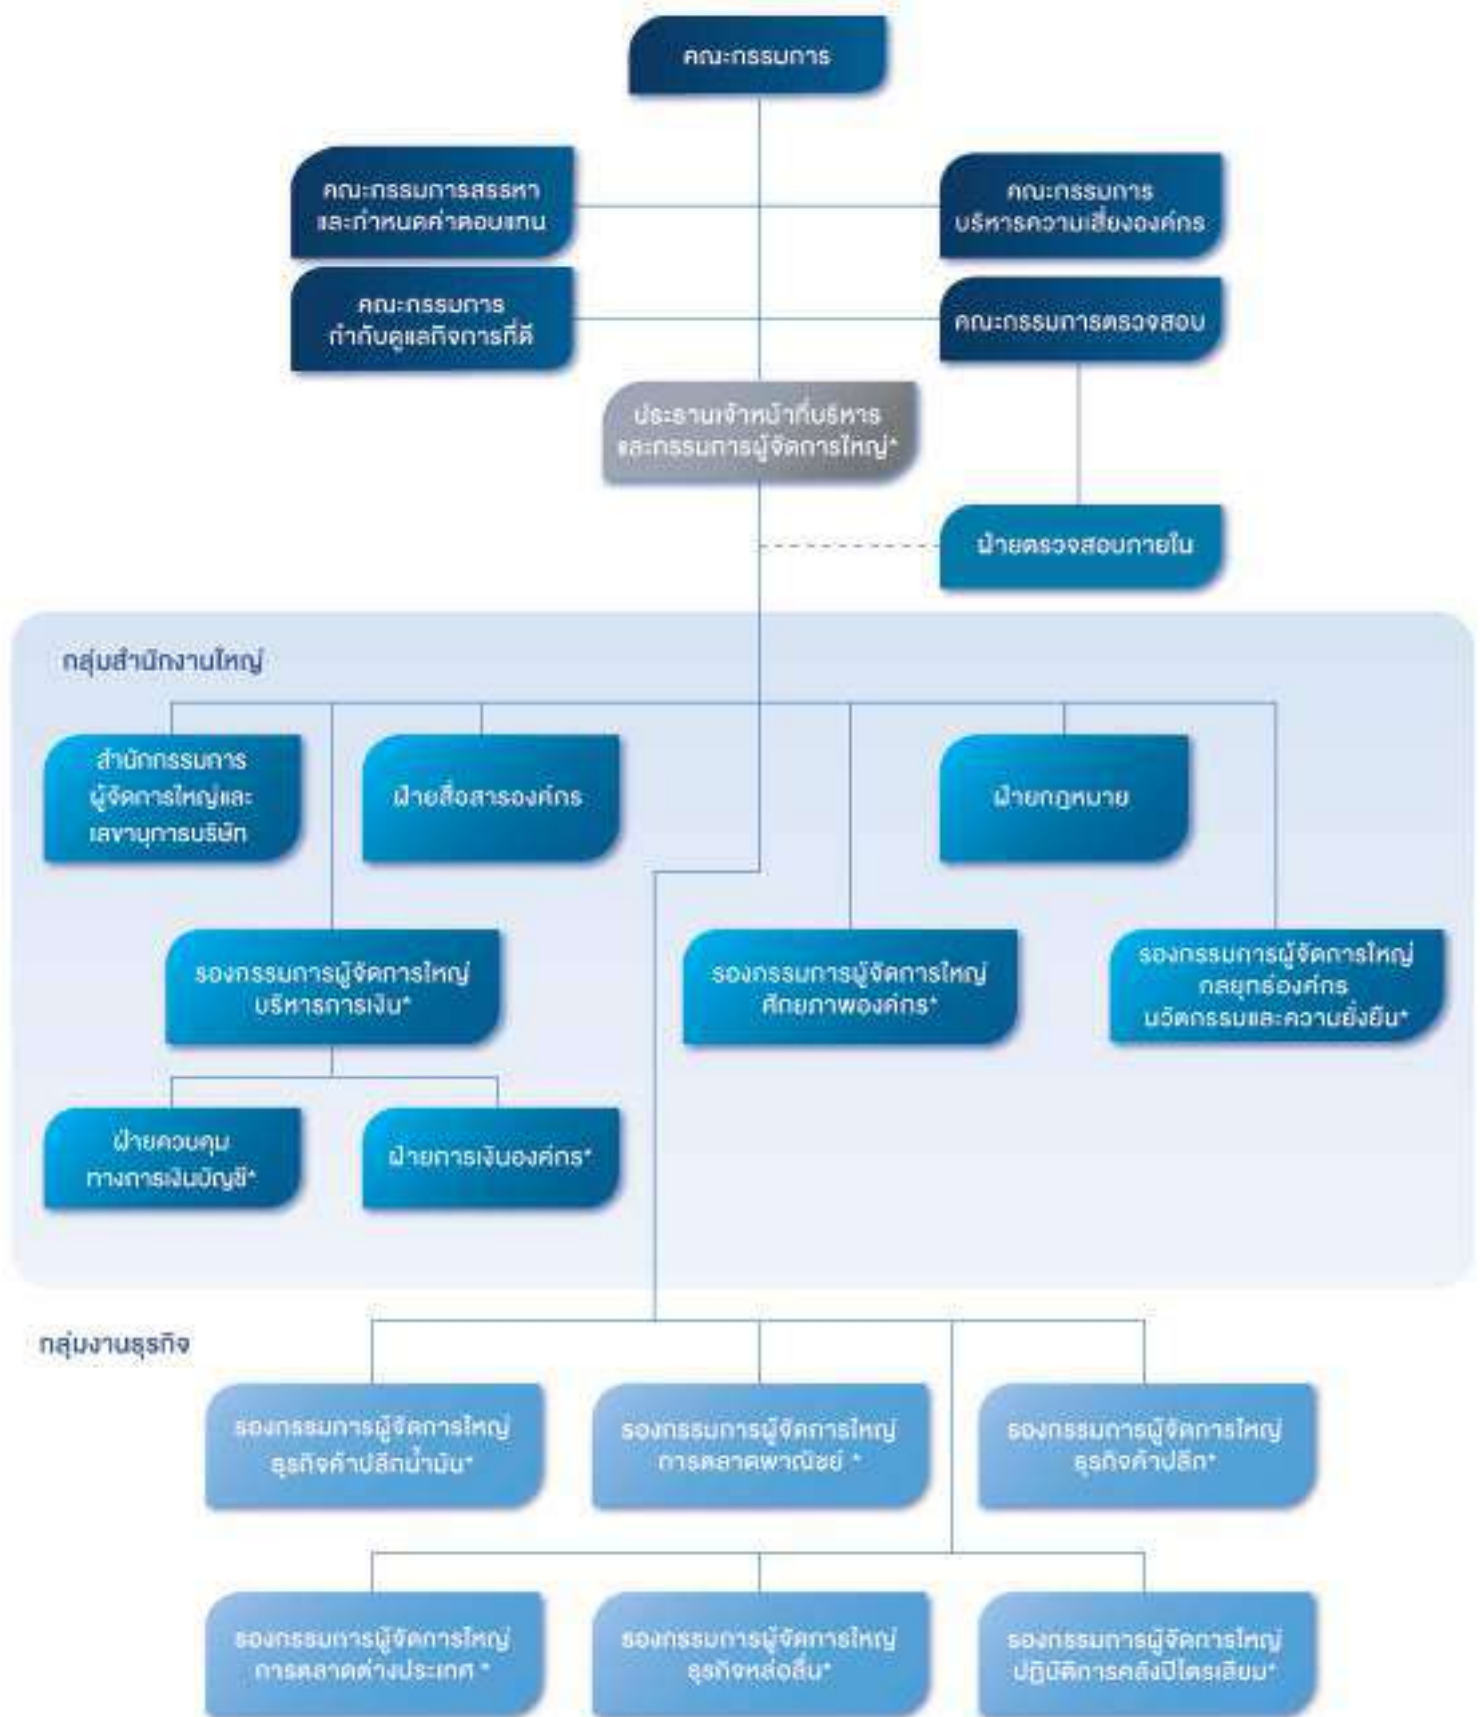 คณะกรรมการ
คณะกรรมการสรรหา
และกำหนดค่าตอบแทน
คณะกรรมการ
บริหารความเสี่ยงองค์กร
คณะกรรมการ
กำกับดูแลกิจการที่ดี
คณะกรรมการตรวจสอบ
ประธานเจ้าหน้าที่บริหาร
และกรรมการผู้จัดการใหญ่*
ฝ่ายตรวจสอบภายใน
กลุ่มสำนักงานใหญ่
สำนักกรรมการ
ผู้จัดการใหญ่และ
เลขานุการบริษัท
ฝ่ายสื่อสารองค์กร
ฝ่ายกฎหมาย
รองกรรมการผู้จัดการใหญ่
บริหารการเงิน*
รองกรรมการผู้จัดการใหญ่
ศักยภาพองค์กร*
รองกรรมการผู้จัดการใหญ่
กลยุทธ์องค์กร
นวัตกรรมและความยั่งยืน*
ฝ่ายควบคุม
ทางการเงินบัญชี*
ฝ่ายการเงินองค์กร*
กลุ่มงานธุรกิจ
รองกรรมการผู้จัดการใหญ่
ธุรกิจค้าปลีกน้ำมัน*
รองกรรมการผู้จัดการใหญ่
การตลาดพาณิชย์ *
รองกรรมการผู้จัดการใหญ่
ธุรกิจค้าปลีก*
รองกรรมการผู้จัดการใหญ่
การตลาดต่างประเทศ *
รองกรรมการผู้จัดการใหญ่
ธุรกิจหล่อลื่น*
รองกรรมการผู้จัดการใหญ่
ปฏิบัติการคลังปิโตรเลียม*